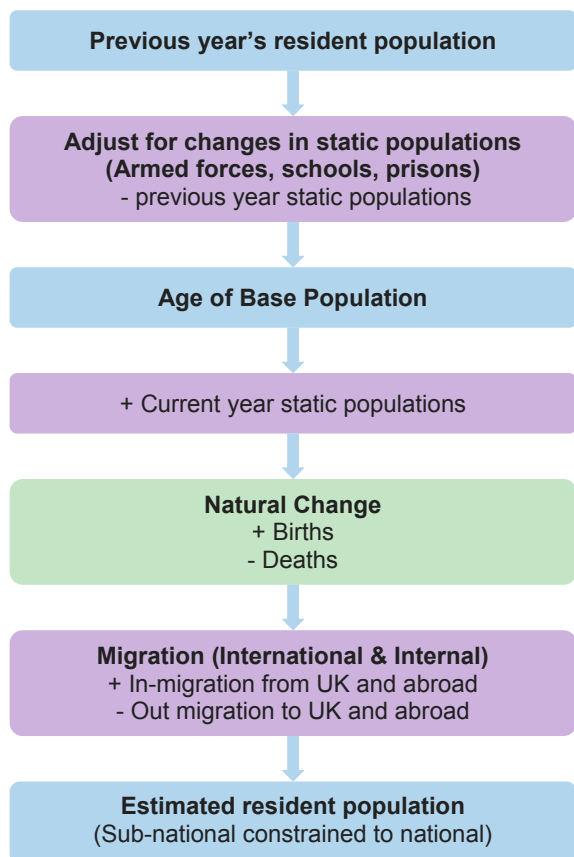 Previous year's resident population
Adjust for changes in static populations
(Armed forces, schools, prisons)
- previous year static populations
Age of Base Population
+ Current year static populations
Natural Change
+ Births
- Deaths
Migration (International & Internal)
+ In-migration from UK and abroad
- Out migration to UK and abroad
Estimated resident population
(Sub-national constrained to national)